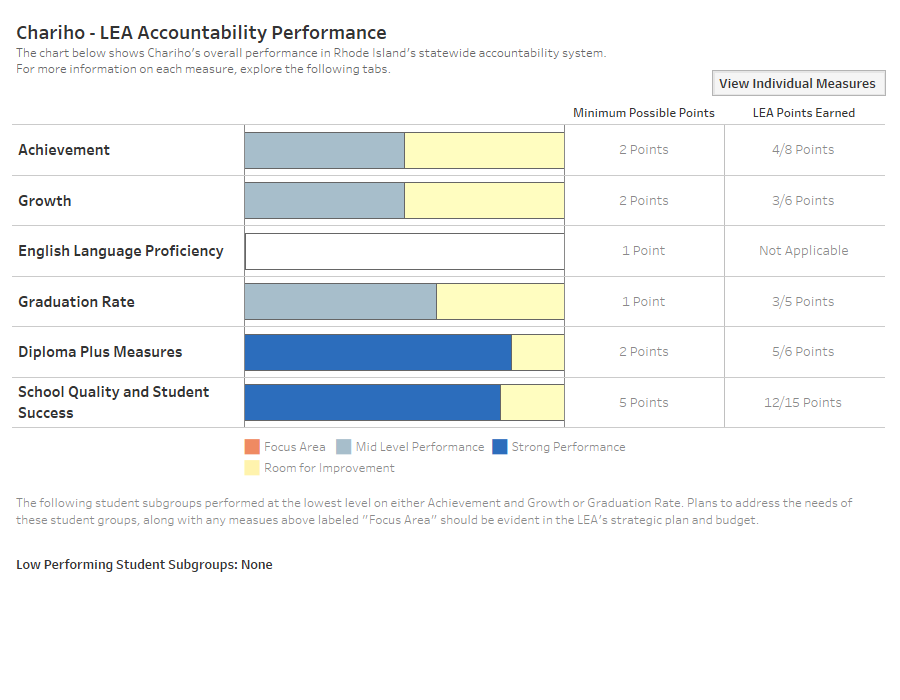 Chariho - LEA Accountability Performance
The chart below shows Chariho's overall performance in Rhode Island's statewide accountability system.
For more information on each measure, explore the following tabs.
View Individual Measures
Minimum Possible Points LEA Points Earned
Achievement 2 Points 4/8 Points
Growth 2 Points 3/6 Points
English Language Proficiency 1 Point Not Applicable
Graduation Rate 1 Point 3/5 Points
Diploma Plus Measures 2 Points 5/6 Points
School Quality and Student
Success 5 Points 12/15 Points
Focus Area Mid Level Performance Strong Performance
Room for Improvement
The following student subgroups performed at the lowest level on either Achievement and Growth or Graduation Rate. Plans to address the needs of
these student groups, along with any measues above labeled "Focus Area" should be evident in the LEA's strategic plan and budget.
Low Performing Student Subgroups: None